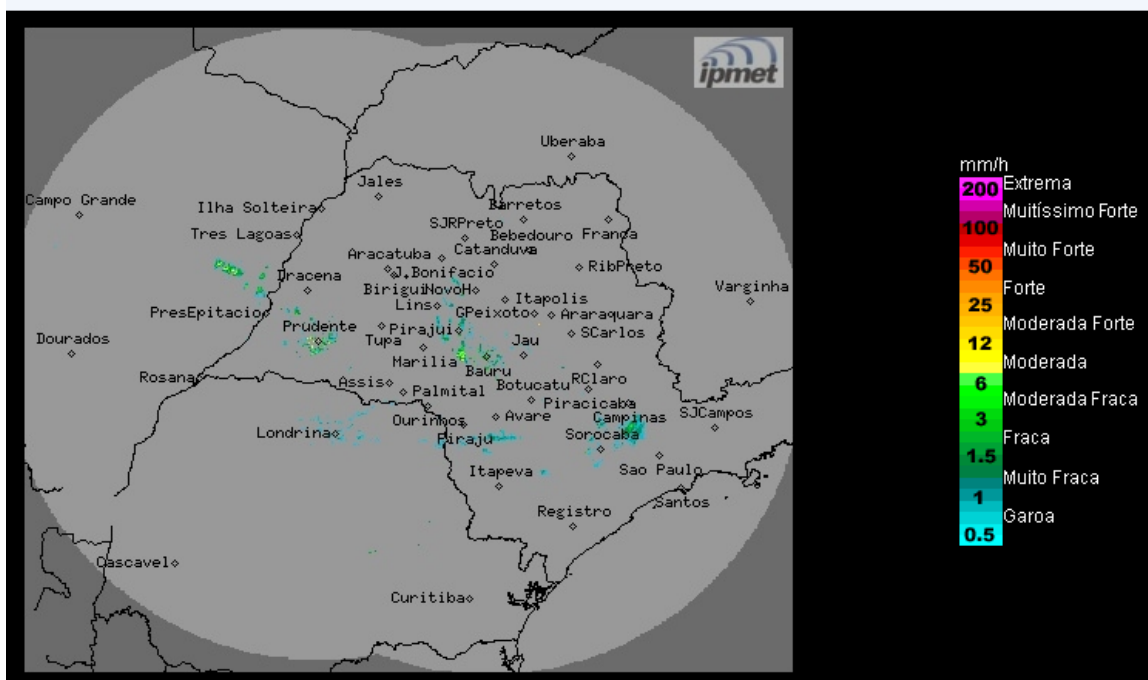 ipmet
Uberaba
Jales
Campo Grande
Ilha Solteira
Barretos
Tres Lagoas
SJRPreto
Bebedouro
Franca
Aracatuba
Catanduva
Dracena
J.Bonifacio
RibPreto
Birigui
NovoH
Varginha
Lins
Itapolis
PresEpitacio
GPeixoto
Araraquara
Prudente
Pirajui
SCarlos
Dourados
Tupa
Jau
Marilia
Bauru
Rosana
Assis
Botucatu
RClaro
Palmital
Piracicaba
Ourinhos
Avare
Campinas
SJCampos
Londrina
Piraju
Sorocaba
Itapeva
Sao Paulo
Santos
Registro
Cascavel
Curitiba
mm/h
200 Extrema
Muitíssimo Forte
100
Muito Forte
50
Forte
25
Moderada Forte
12
Moderada
6
Moderada Fraca
3
Fraca
1.5
Muito Fraca
1
Garoa
0.5